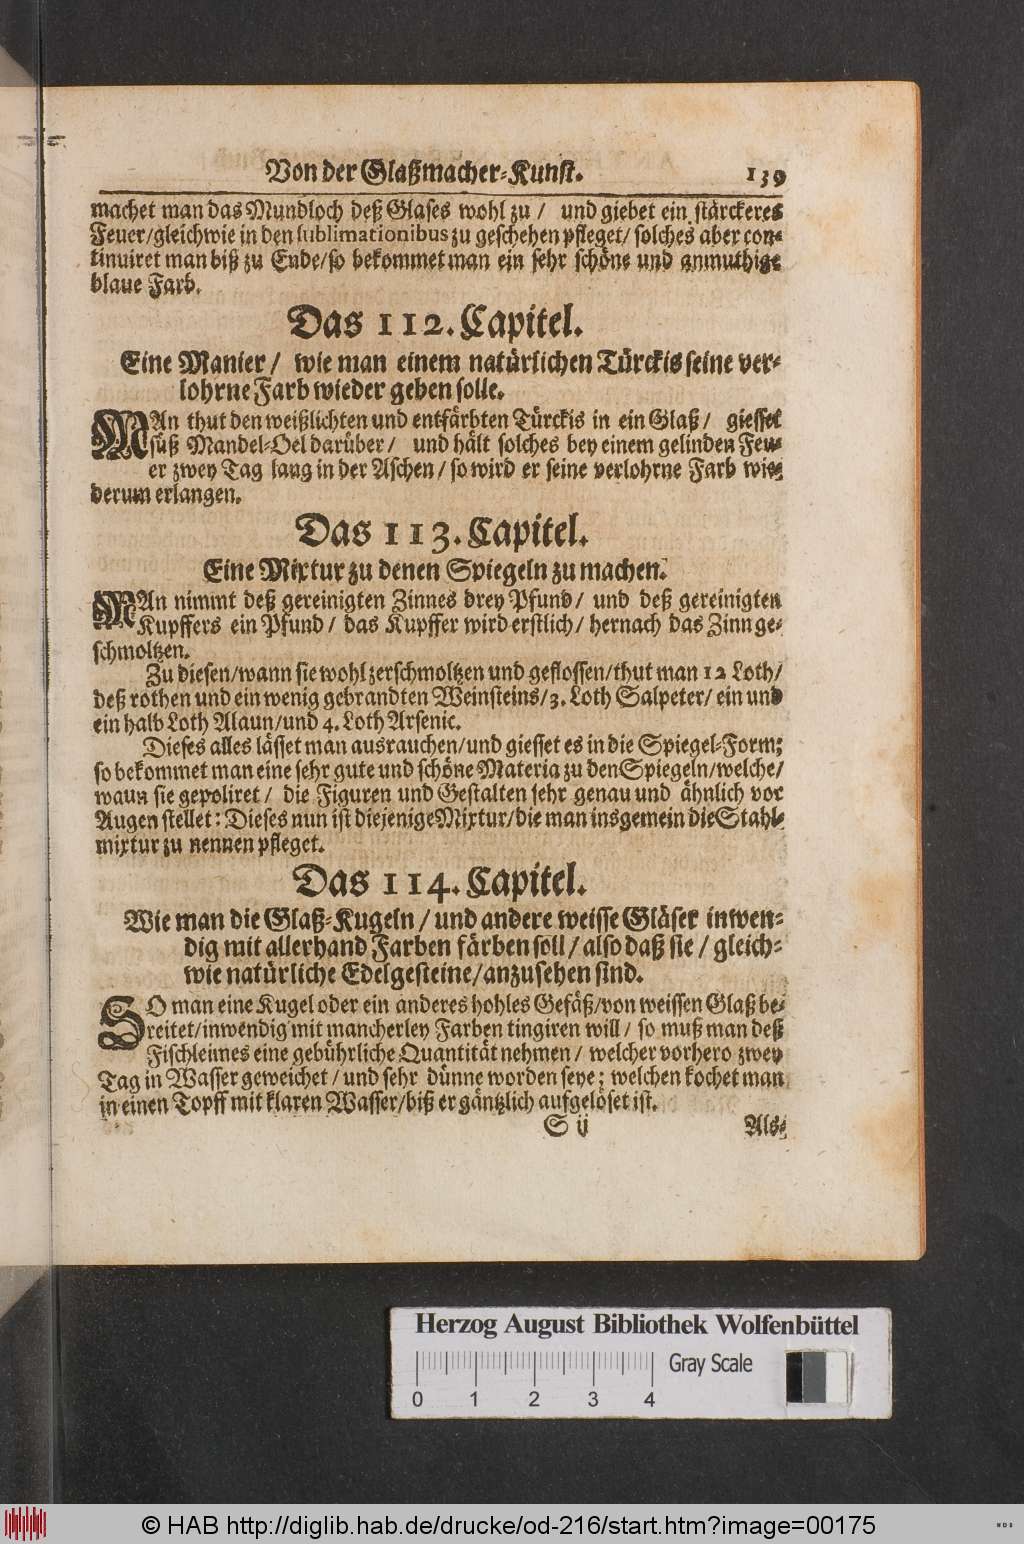 Von der Glaßmacher-Kunst. 139
machet man das Mundloch deß Glases wohl zu / und giebet ein stärckeres
Feuer/gleichwie in den sublimationibus zu geschehen pfleget/ solches aber con-
tinuiret man biß zu Ende/so bekommet man ein sehr schöne und anmuthige
blaue Farb.
Das 112. Capitel.
Eine Manier / wie man einem natürlichen Türckis seine ver-
lohrne Farb wieder geben solle.
MAn thut den weißlichten und entfärbten Türckis in ein Glaß / giesset
süß Mandel-Oel darüber / und hält solches bey einem gelinden Feu-
er zwey Tag lang in der Aschen / so wird er seine verlohrne Farb wie-
derum erlangen.
Das 113. Capitel.
Eine Mixtur zu denen Spiegeln zu machen.
MAn nimmt deß gereinigten Zinnes drey Pfund / und deß gereinigten
Kupffers ein Pfund / das Kupffer wird erstlich / hernach das Zinn ge-
schmoltzen.
Zu diesen/wann sie wohl zerschmoltzen und geflossen/thut man 12 Loth/
deß rothen und ein wenig gebrandten Weinsteins/3. Loth Salpeter/ ein und
ein halb Loth Alaun/und 4. Loth Arsenic.
Dieses alles lässet man ausrauchen/und giesset es in die Spiegel-Form;
so bekommet man eine sehr gute und schöne Materia zu den Spiegeln/welche/
wann sie gepoliret / die Figuren und Gestalten sehr genau und ähnlich vor
Augen stellet: Dieses nun ist diejenige Mixtur/die man insgemein die Stahl-
mixtur zu nennen pfleget.
Das 114. Capitel.
Wie man die Glaß-Kugeln / und andere weisse Gläser inwen-
dig mit allerhand Farben färben soll / also daß sie / gleich-
wie natürliche Edelgesteine/anzusehen sind.
SO man eine Kugel oder ein anderes hohles Gefäß/von weissen Glaß be-
reitet/inwendig mit mancherley Farben tingiren will / so muß man deß
Fischleimes eine gebührliche Quantität nehmen / welcher vorhero zwey
Tag in Wasser geweichet / und sehr dünne worden seye; welchen kochet man
in einen Topff mit klaren Wasser/biß er gäntzlich aufgelöset ist.
S ij Als-
Herzog August Bibliothek Wolfenbüttel
Gray Scale
0 1 2 3 4
© HAB http://diglib.hab.de/drucke/od-216/start.htm?image=00175